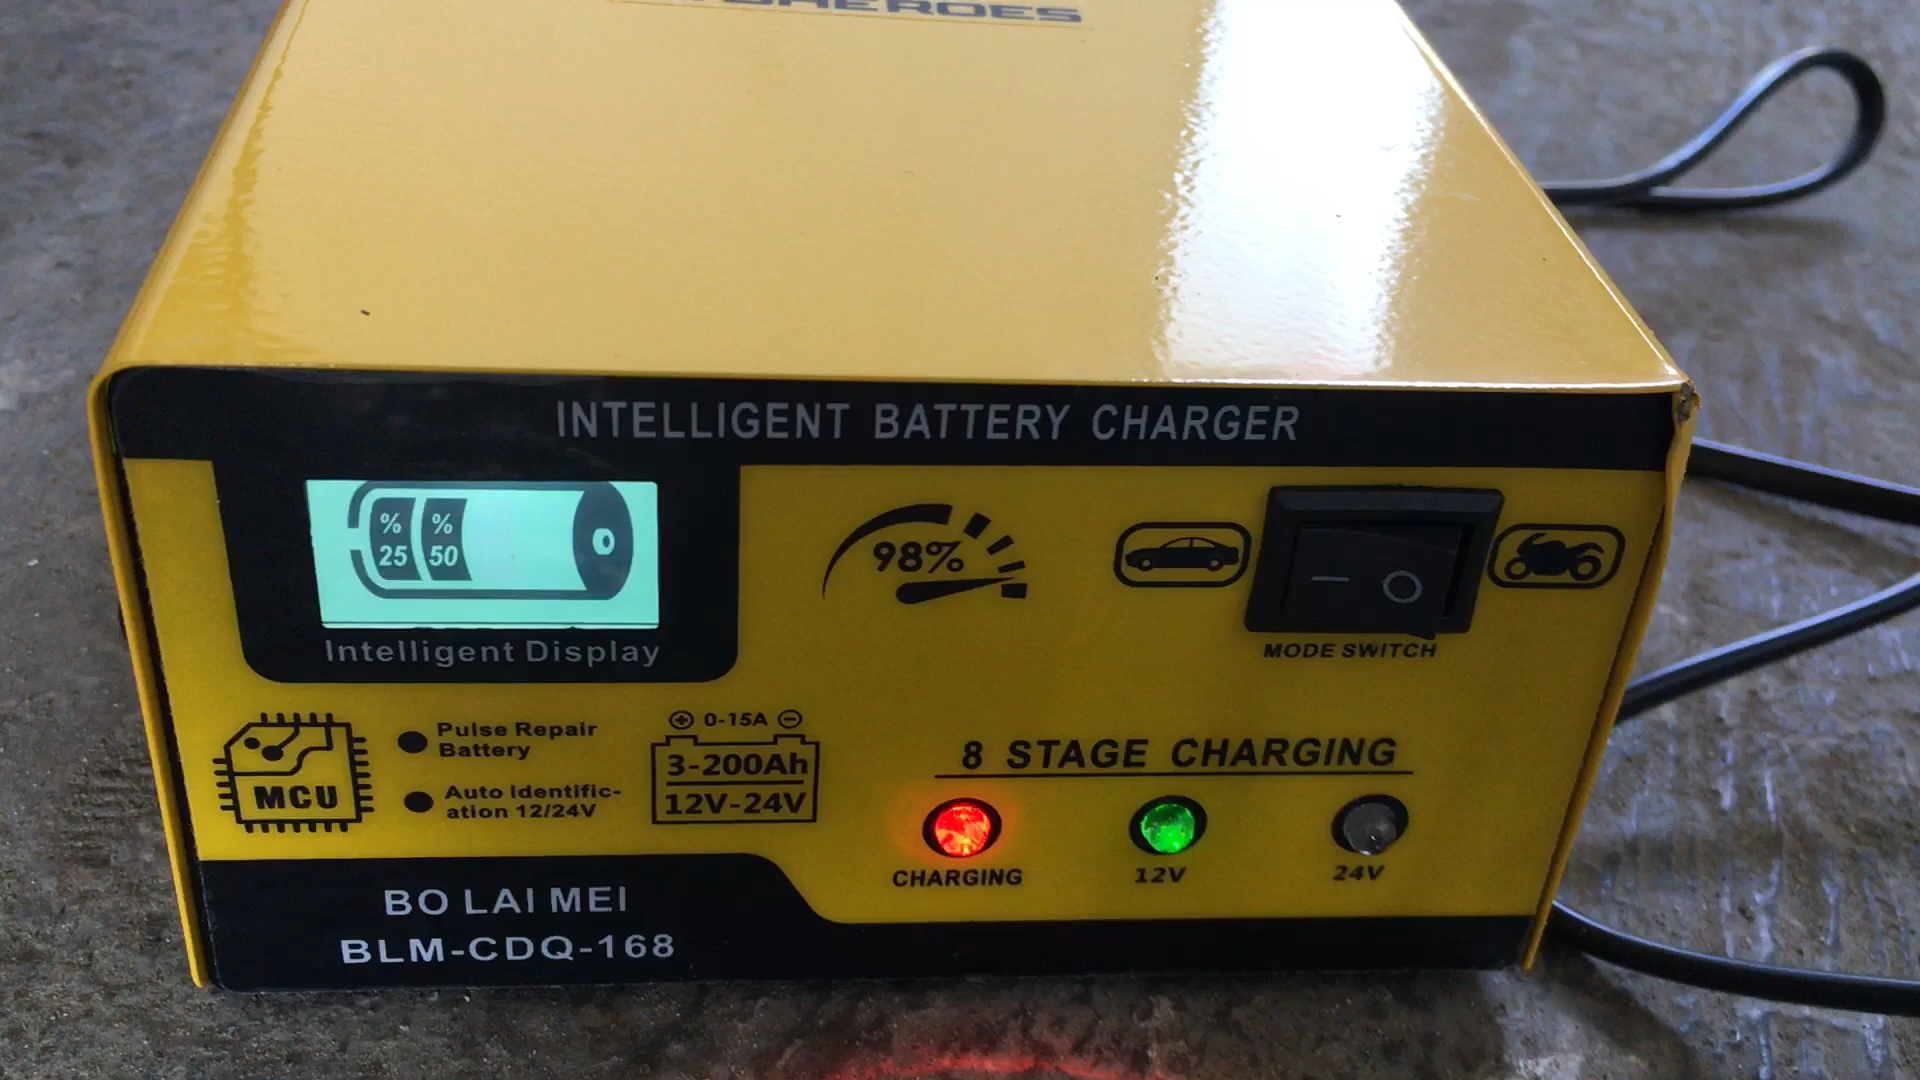 INTELLIGENT BATTERY CHARGER
%
25
%
50
Intelligent Display
98%
MODE SWITCH
MCU
Pulse Repair
Battery
Auto Identific-
ation 12/24V
0-15A
3-200Ah
12V-24V
8 STAGE CHARGING
CHARGING
12V
24V
BO LAI MEI
BLM-CDQ-168